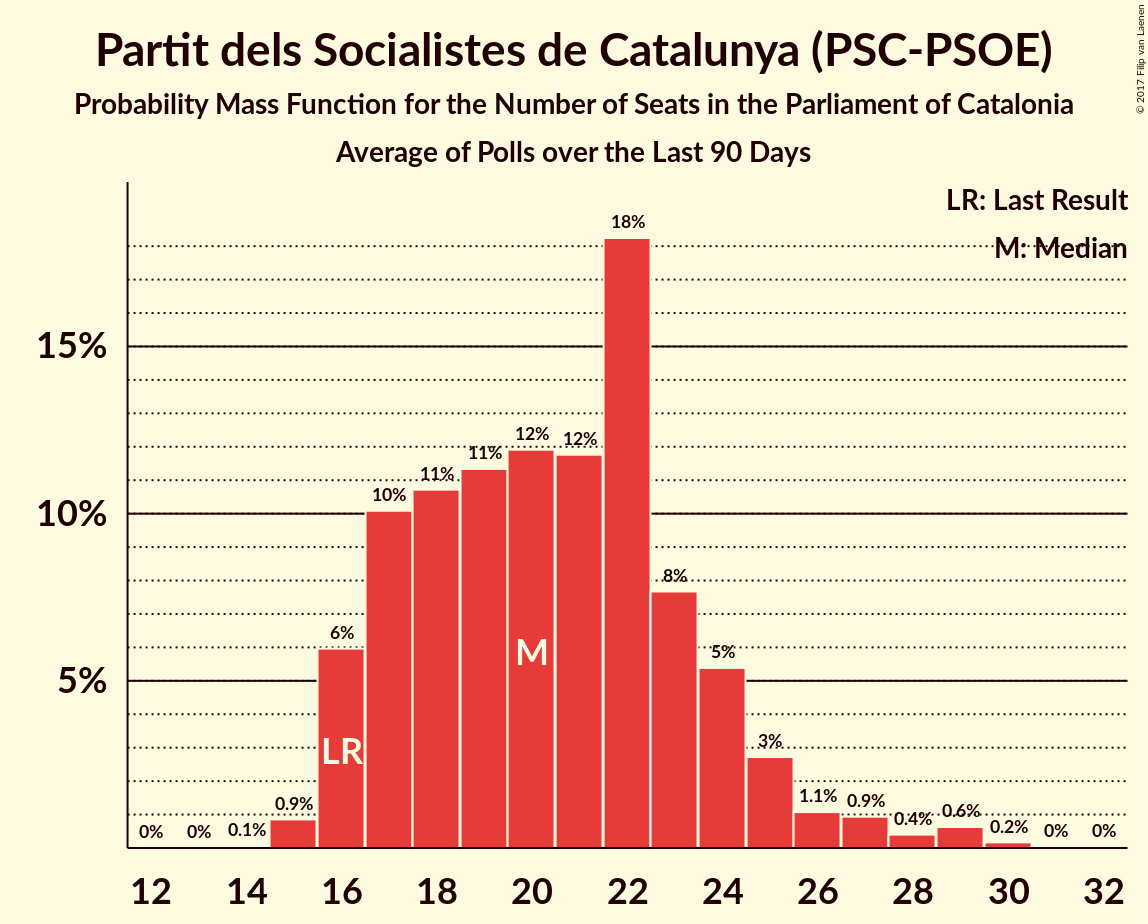 Partit dels Socialistes de Catalunya (PSC-PSOE)
Probability Mass Function for the Number of Seats in the Parliament of Catalonia
Average of Polls over the Last 90 Days
© 2017 Filip van Laenen
LR: Last Result
M: Median
15%
10%
5%
0%
0%
0.1%
0.9%
6%
10%
11%
11%
12%
12%
18%
8%
5%
3%
1.1%
0.9%
0.4%
0.6%
0.2%
0%
0%
LR
M
12 14 16 18 20 22 24 26 28 30 32